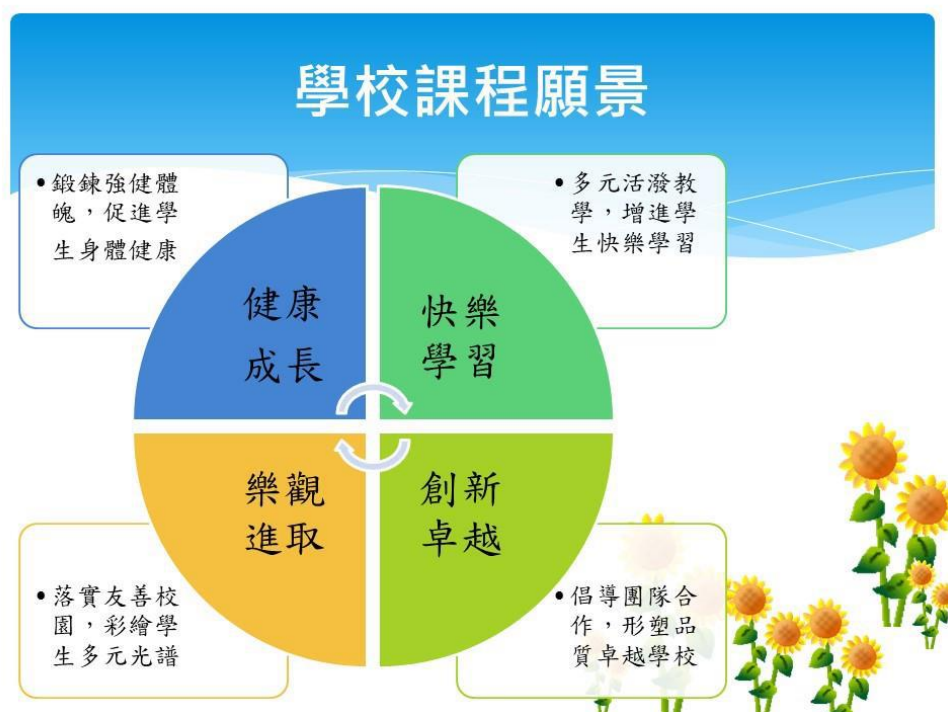 學校課程願景
• 鍛鍊強健體
魄，促進學
生身體健康
• 多元活潑教
學，增進學
生快樂學習
健康
成長
快樂
學習
樂觀
進取
創新
卓越
• 落實友善校
園，彩繪學
生多元光譜
• 倡導團隊合
作，形塑品
質卓越學校